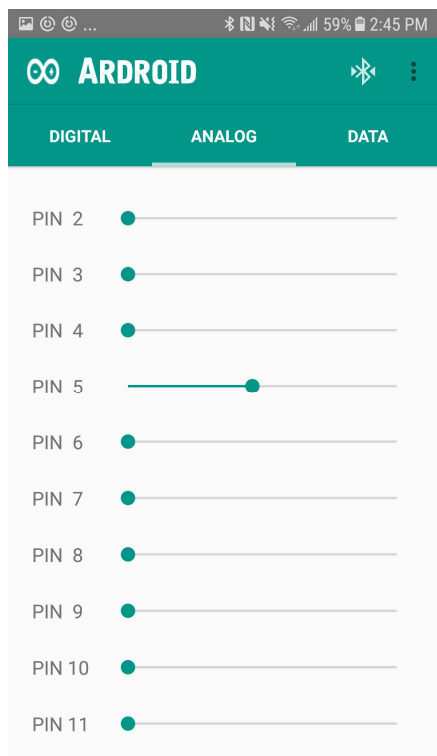 ... 59% 2:45 PM
ARDROID
DIGITAL ANALOG DATA
PIN 2
PIN 3
PIN 4
PIN 5
PIN 6
PIN 7
PIN 8
PIN 9
PIN 10
PIN 11